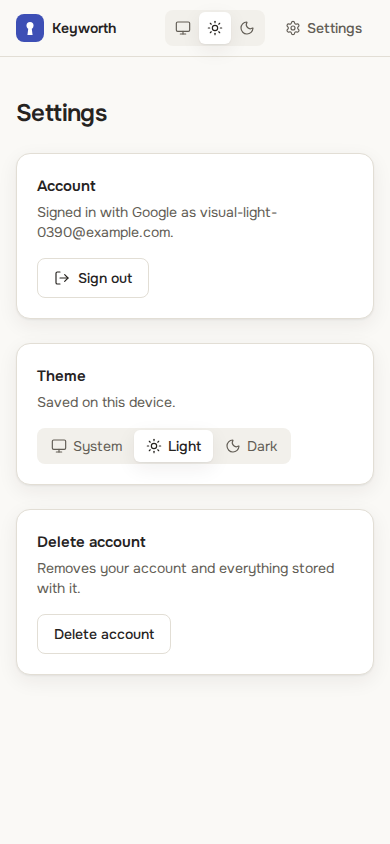 Keyworth
Settings
Settings
Account
Signed in with Google as visual-light-
0390@example.com.
Sign out
Theme
Saved on this device.
System
Light
Dark
Delete account
Removes your account and everything stored
with it.
Delete account